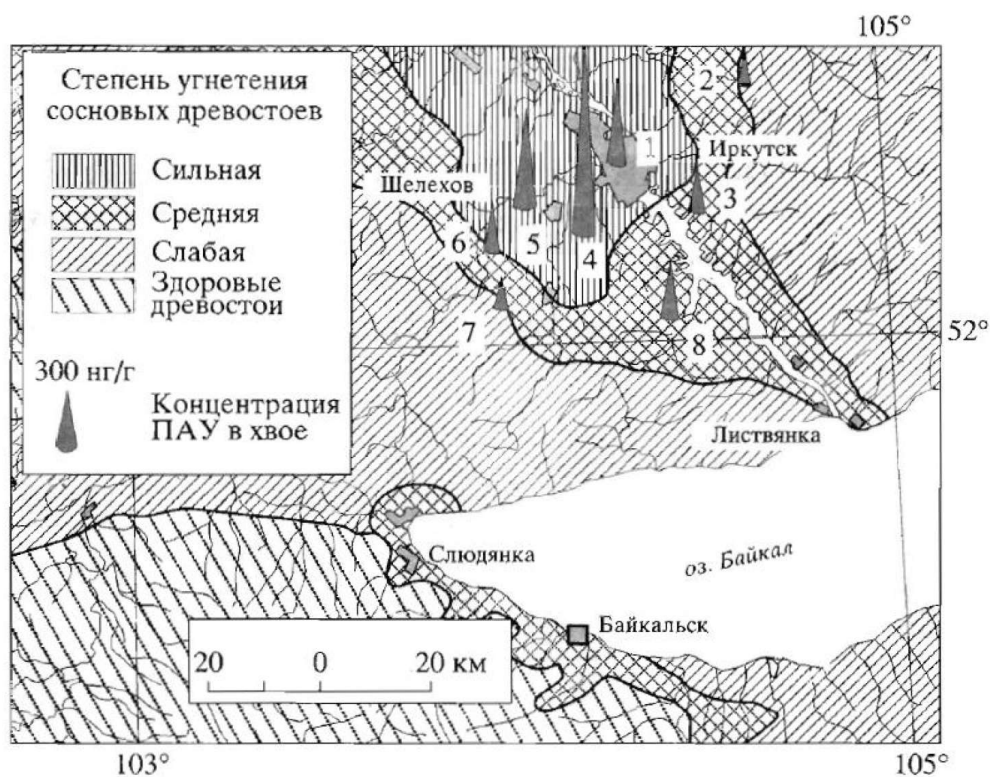 105°
Степень угнетения
сосновых древостоев
Сильная
Средняя
Слабая
Здоровые
древостои
300 нг/г
Концентрация
ПАУ в хвое
2
1
Иркутск
Шелехов
3
6
5
4
7
8
52°
Листвянка
Слюдянка
оз. Байкал
Байкальск
20
0
20 км
103°
105°